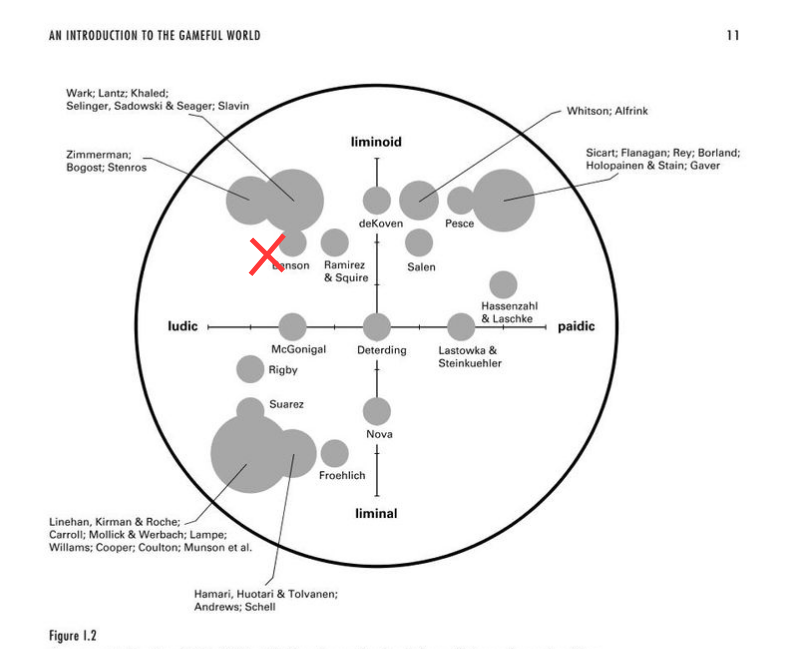 AN INTRODUCTION TO THE GAMEFUL WORLD
11
Wark; Lantz; Khaled;
Selinger, Sadowski & Seager; Slavin
Whitson; Alfrink
liminoid
Zimmerman;
Bogost; Stenros
Sicart; Flanagan; Rey; Borland;
Holopainen & Stain; Gaver
deKoven
Pesce
Ramirez
& Squire
Salen
Hassenzahl
& Laschke
ludic
paidic
McGonigal
Deterding
Lastowka &
Steinkuehler
Rigby
Suarez
Nova
Froehlich
liminal
Linehan, Kirman & Roche;
Carroll; Mollick & Werbach; Lampe;
Willams; Cooper; Coulton; Munson et al.
Hamari, Huotari & Tolvanen;
Andrews; Schell
Figure I.2